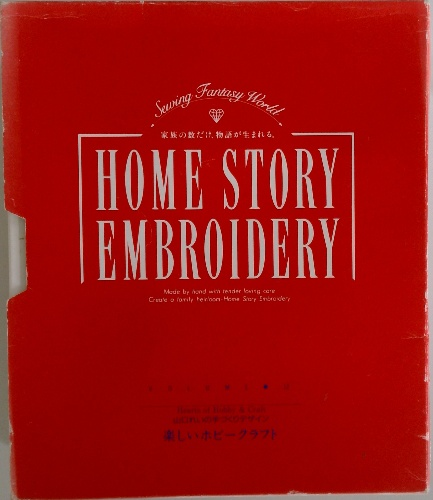 Sewing Fantasy World
家族の数だけ、物語が生まれる。
HOME STORY
EMBROIDERY
Made by hand with tender loving care
Create a family heirloom Home Story Embroidery
楽しいホビークラフト